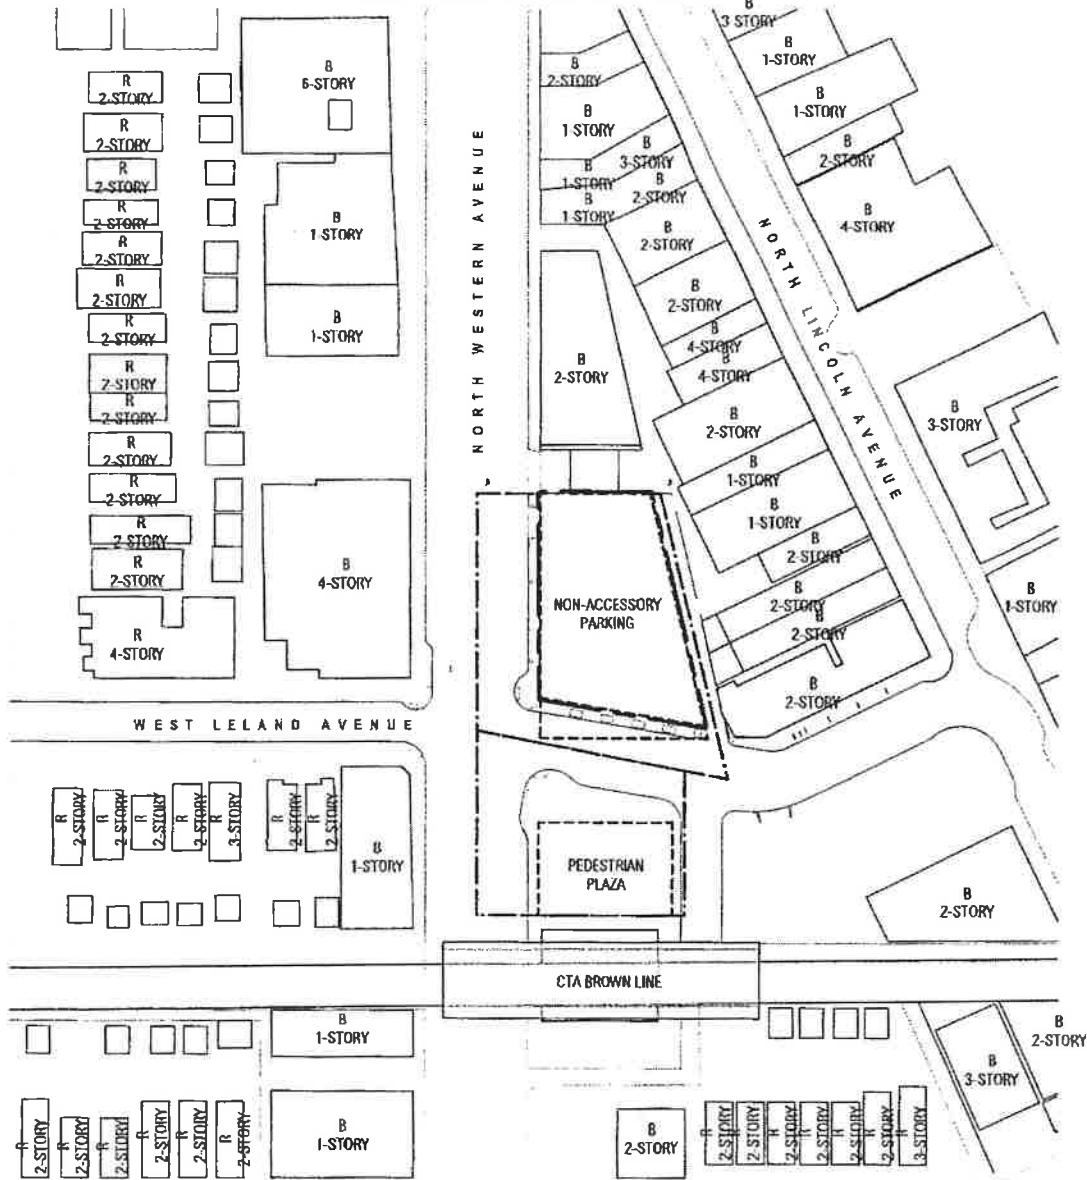 B
3 STORY
B
1-STORY
B
1-STORY
B
2-STORY
B
4-STORY
B
6-STORY
B
2-STORY
B
1 STORY
B
3-STORY
B
1-STORY
B
2-STORY
B
1 STORY
B
2-STORY
B
2-STORY
B
4-STORY
B
4-STORY
B
2-STORY
B
1-STORY
B
1-STORY
B
2-STORY
B
2-STORY
B
2-STORY
B
2-STORY
R
2-STORY
R
2-STORY
R
2-STORY
R
2-STORY
R
2-STORY
R
2-STORY
R
2-STORY
R
2-STORY
R
2-STORY
R
2-STORY
R
2-STORY
R
2-STORY
R
2-STORY
R
4-STORY
B
1-STORY
B
1-STORY
B
4-STORY
NORTH WESTERN AVENUE
B
2-STORY
NORTH LINCOLN AVENUE
B
3-STORY
B
1-STORY
NON-ACCESSORY
PARKING
WEST LELAND AVENUE
R
2-STORY
R
2-STORY
R
2-STORY
R
2-STORY
R
3-STORY
R
2-STORY
R
2-STORY
B
1-STORY
PEDESTRIAN
PLAZA
B
2-STORY
CTA BROWN LINE
B
1-STORY
B
2-STORY
B
3-STORY
R
2-STORY
R
2-STORY
R
2-STORY
R
2-STORY
R
2-STORY
R
2-STORY
B
1-STORY
B
2-STORY
R
2-STORY
R
2-STORY
R
2-STORY
R
2-STORY
R
2-STORY
R
2-STORY
R
3-STORY